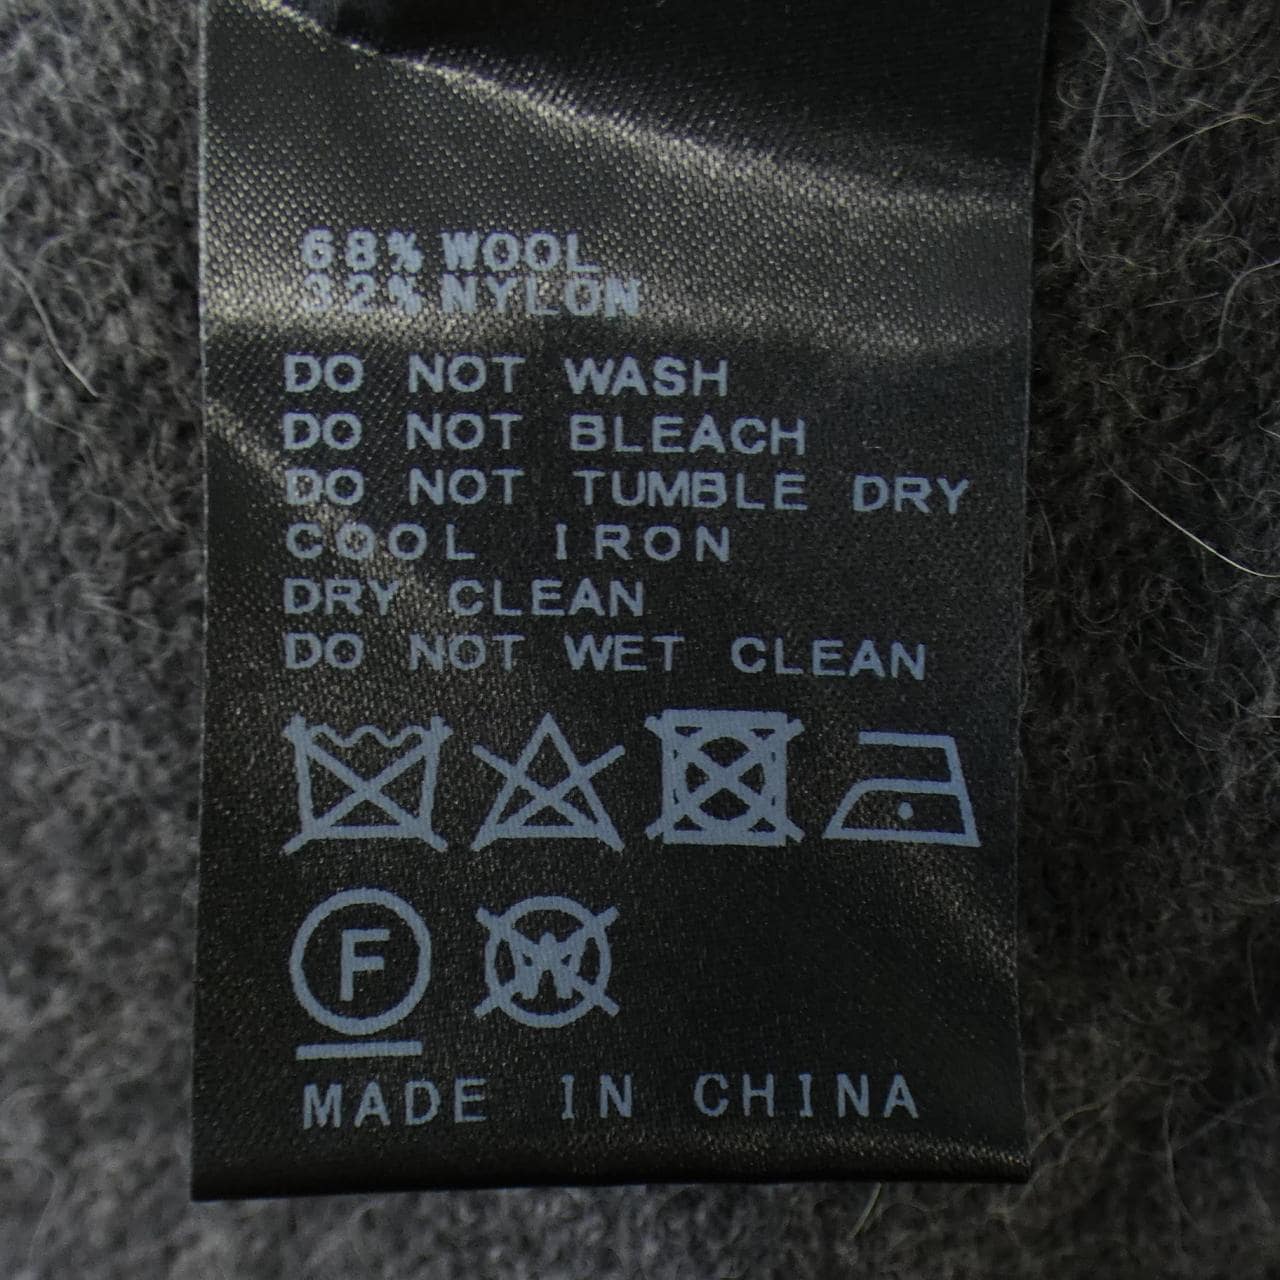 68% WOOL
32% NYLON
DO NOT WASH
DO NOT BLEACH
DO NOT TUMBLE DRY
COOL IRON
DRY CLEAN
DO NOT WET CLEAN
F W
MADE IN CHINA